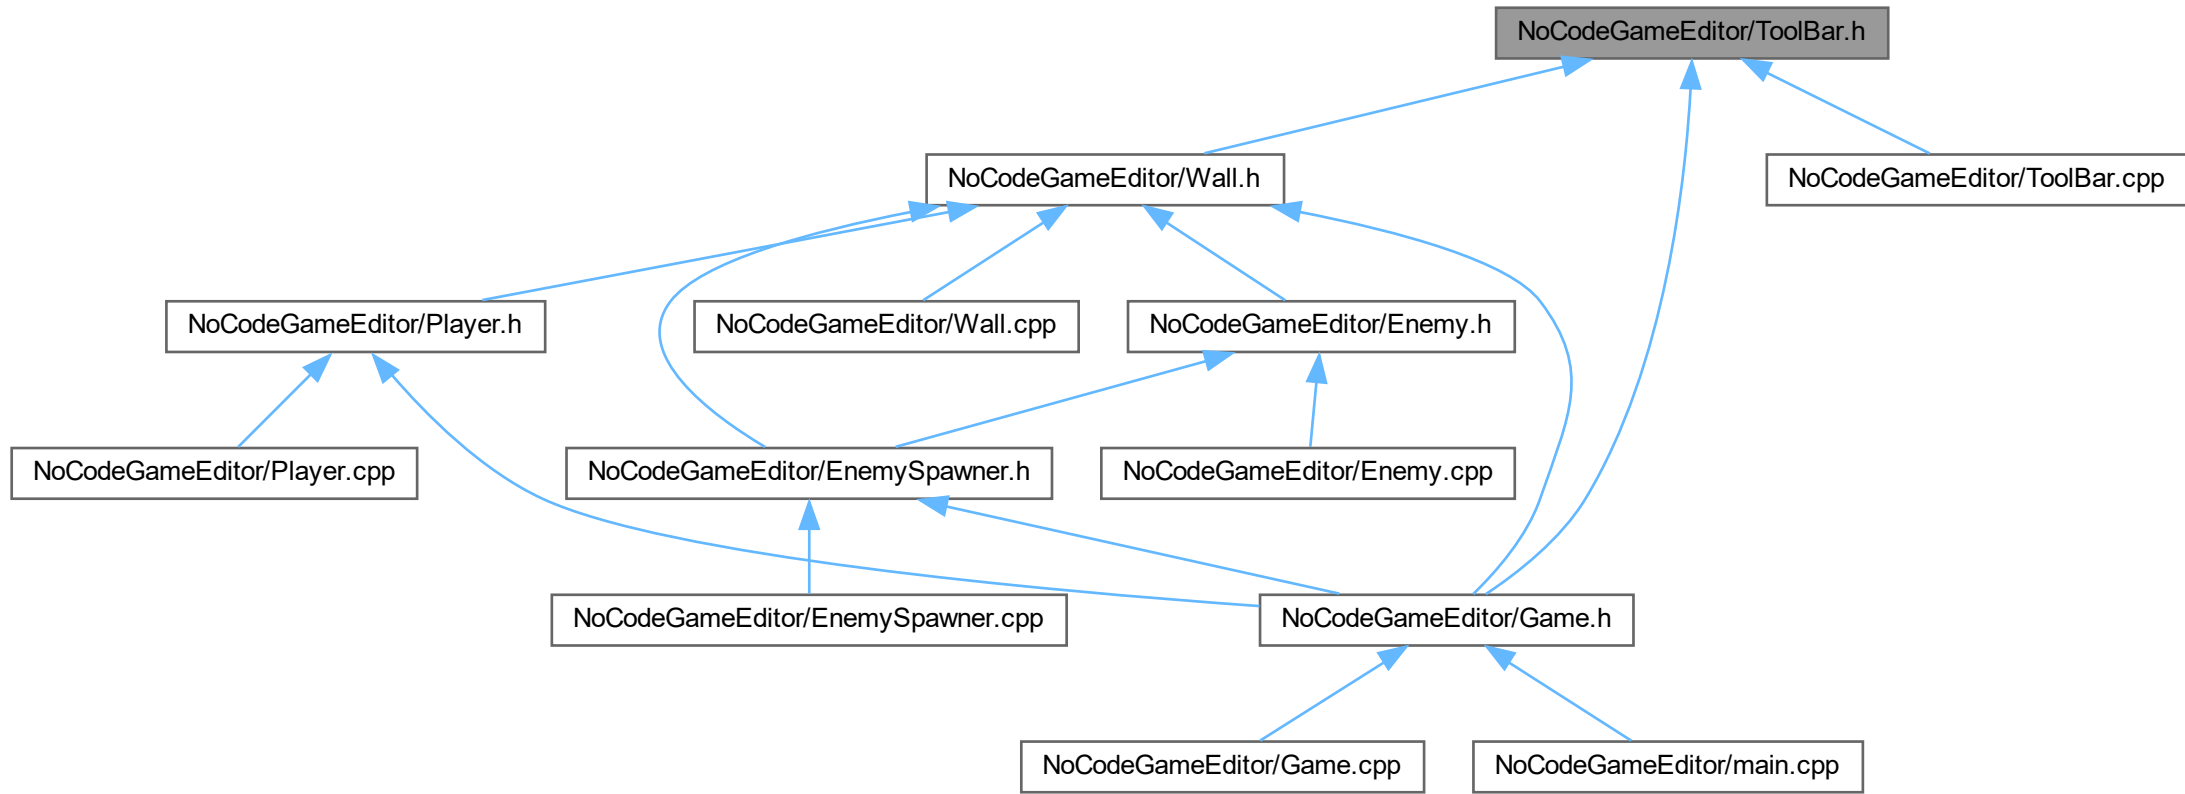 NoCodeGameEditor/ToolBar.h
NoCodeGameEditor/Wall.h
NoCodeGameEditor/ToolBar.cpp
NoCodeGameEditor/Player.h
NoCodeGameEditor/Wall.cpp
NoCodeGameEditor/Enemy.h
NoCodeGameEditor/Player.cpp
NoCodeGameEditor/EnemySpawner.h
NoCodeGameEditor/Enemy.cpp
NoCodeGameEditor/EnemySpawner.cpp
NoCodeGameEditor/Game.h
NoCodeGameEditor/Game.cpp
NoCodeGameEditor/main.cpp